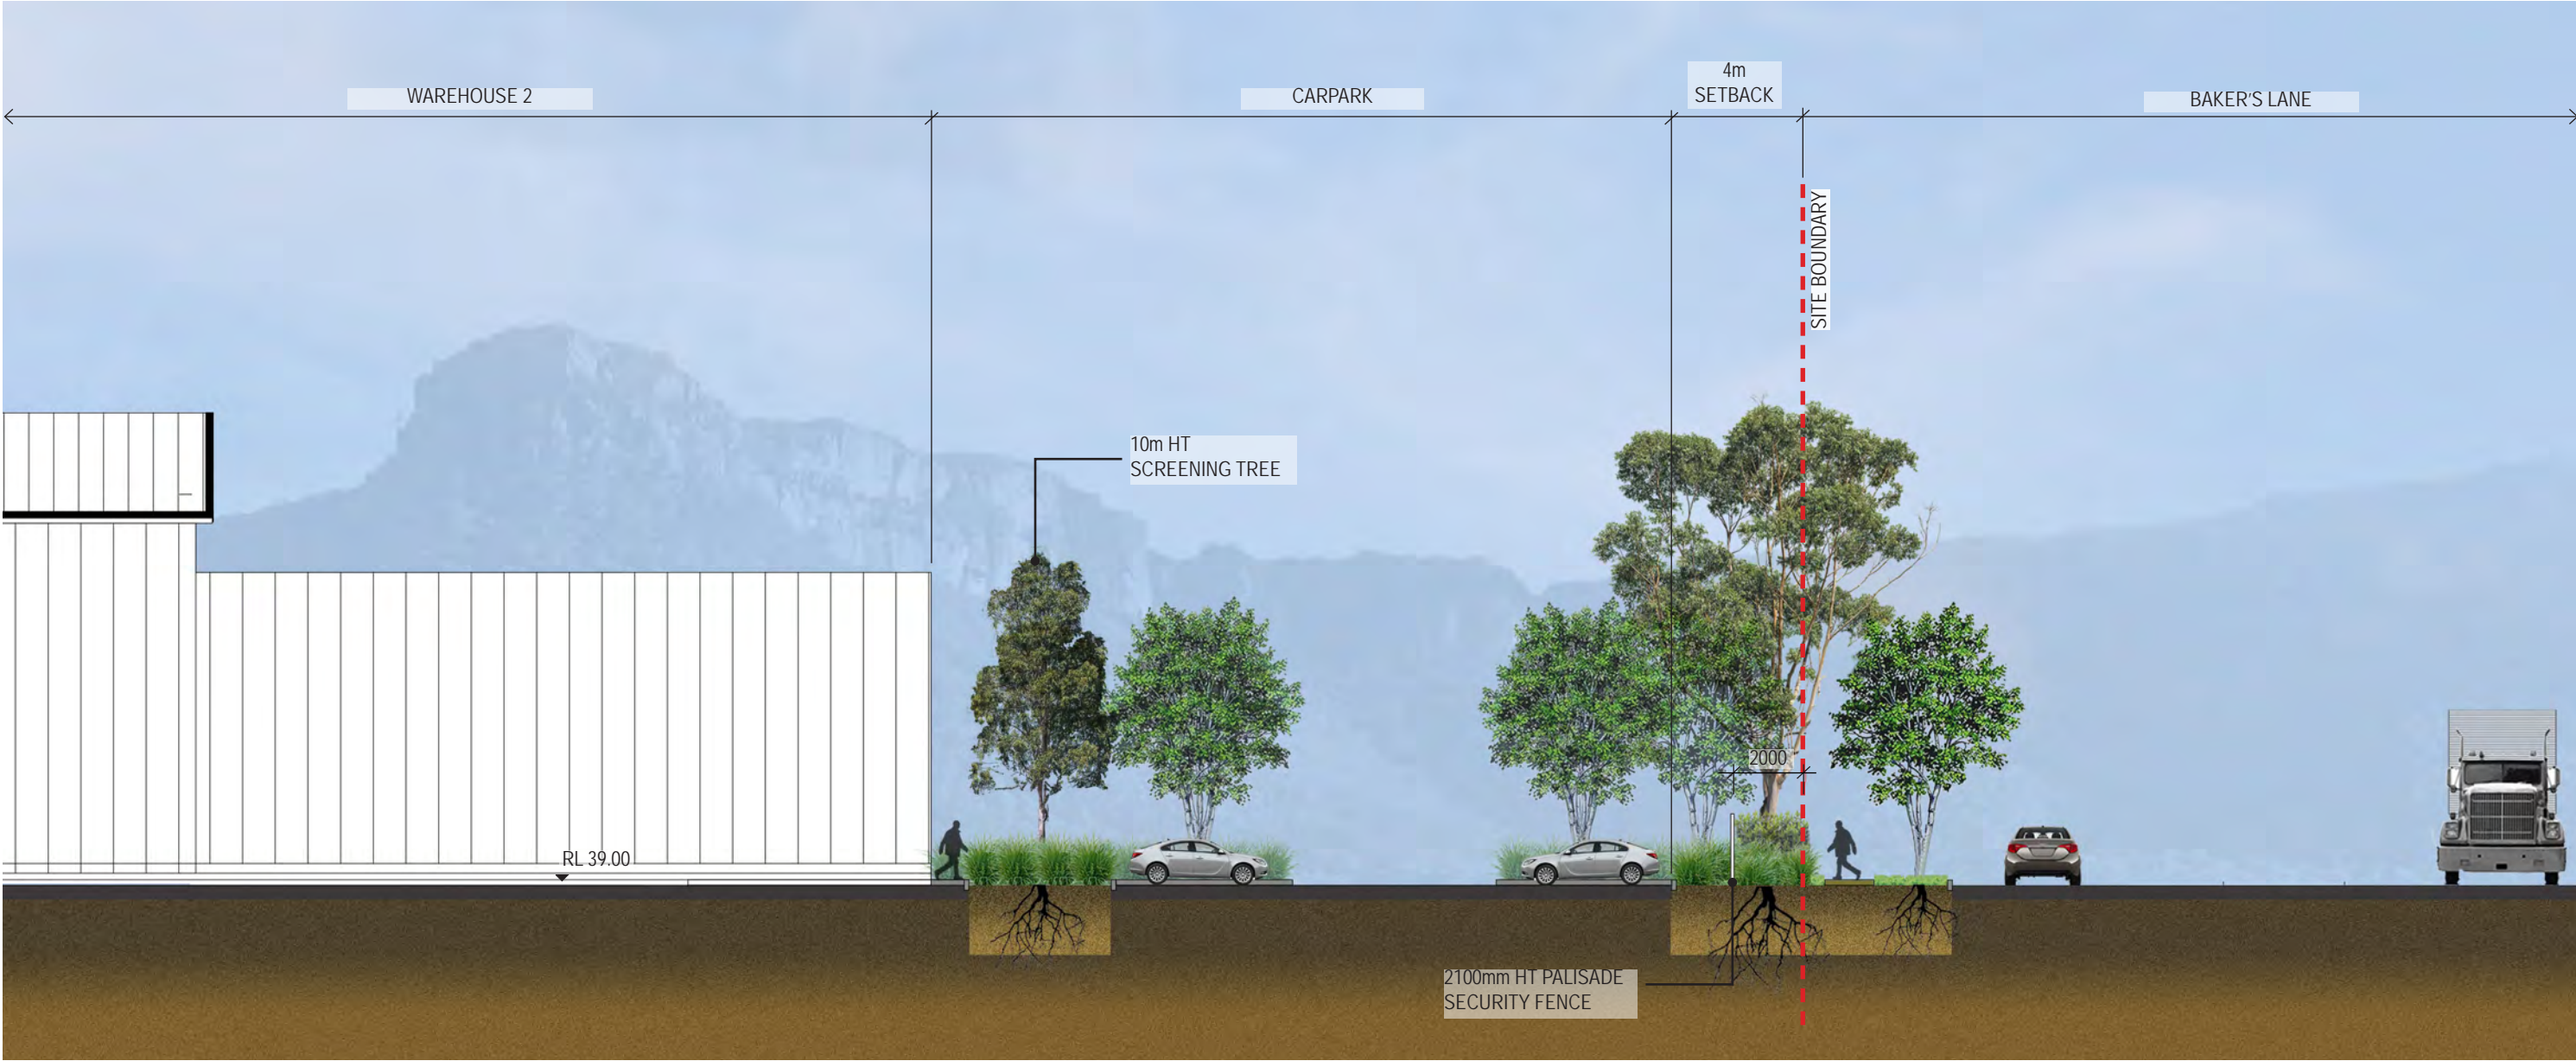 WAREHOUSE 2
CARPARK
4m
SETBACK
BAKER'S LANE
SITE BOUNDARY
10m HT
SCREENING TREE
2000
RL 39.00
2100mm HT PALISADE
SECURITY FENCE